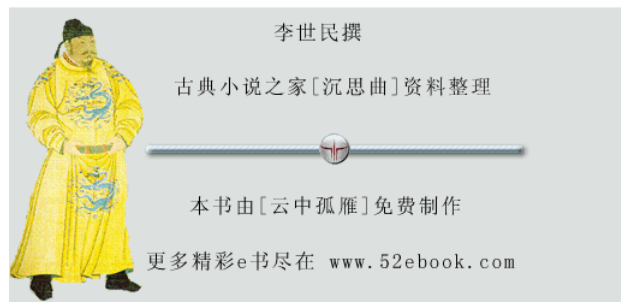 李世民撰
古典小说之家[沉思曲]资料整理
本书由[云中孤雁]免费制作
更多精彩e书尽在 www.52ebook.com